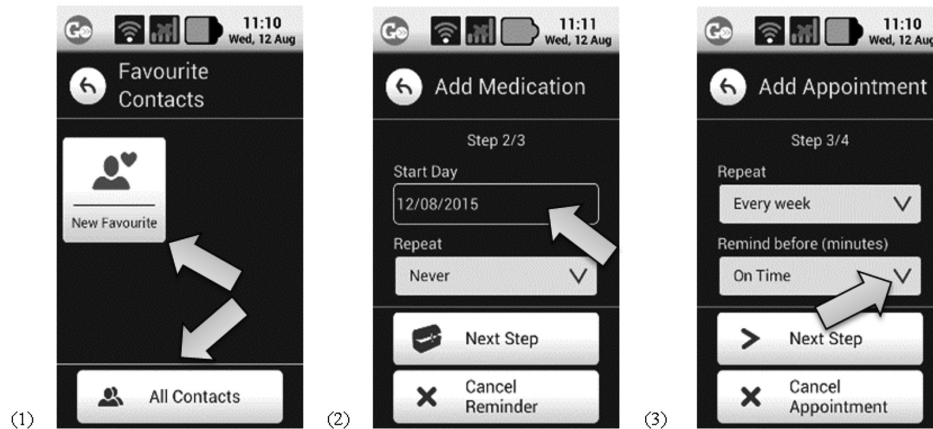 Go
11:10
Wed, 12 Aug
Favourite
Contacts
New Favourite
All Contacts
(1)
Go
11:11
Wed, 12 Aug
Add Medication
Step 2/3
Start Day
12/08/2015
Repeat
Never
Next Step
Cancel
Reminder
(2)
Go
11:10
Wed, 12 Aug
Add Appointment
Step 3/4
Repeat
Every week
Remind before (minutes)
On Time
Next Step
Cancel
Appointment
(3)